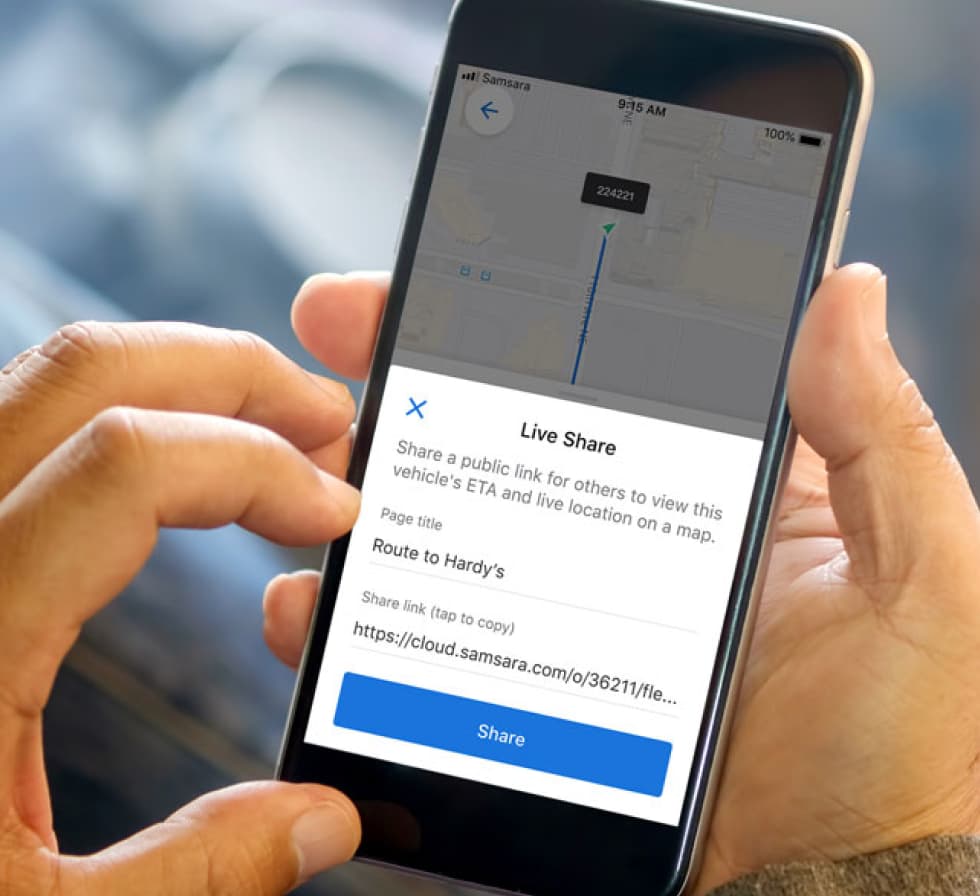 Samsara
9:15 AM
100%
224221
Live Share
Share a public link for others to view this
vehicle's ETA and live location on a map.
Page title
Route to Hardy's
Share link (tap to copy)
https://cloud.samsara.com/o/36211/fle...
Share